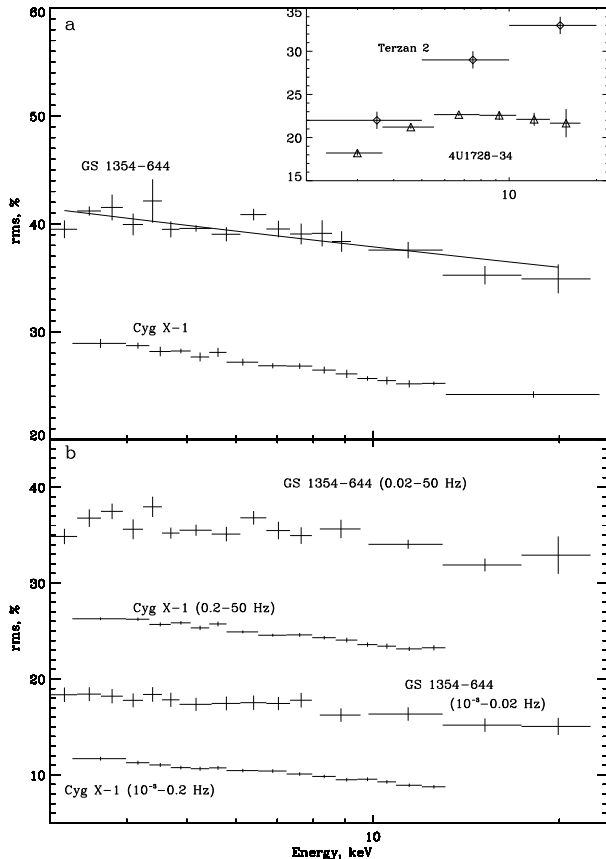 60
a
35
30
25
20
15
10
Terzan 2
4U1728-34
50
GS 1354-644
40
rms, %
30
Cyg X-1
20
b
GS 1354-644 (0.02-50 Hz)
40
30
Cyg X-1 (0.2-50 Hz)
rms, %
20
GS 1354-644
(10⁻³-0.02 Hz)
10
Cyg X-1 (10⁻³-0.2 Hz)
10
Energy, keV